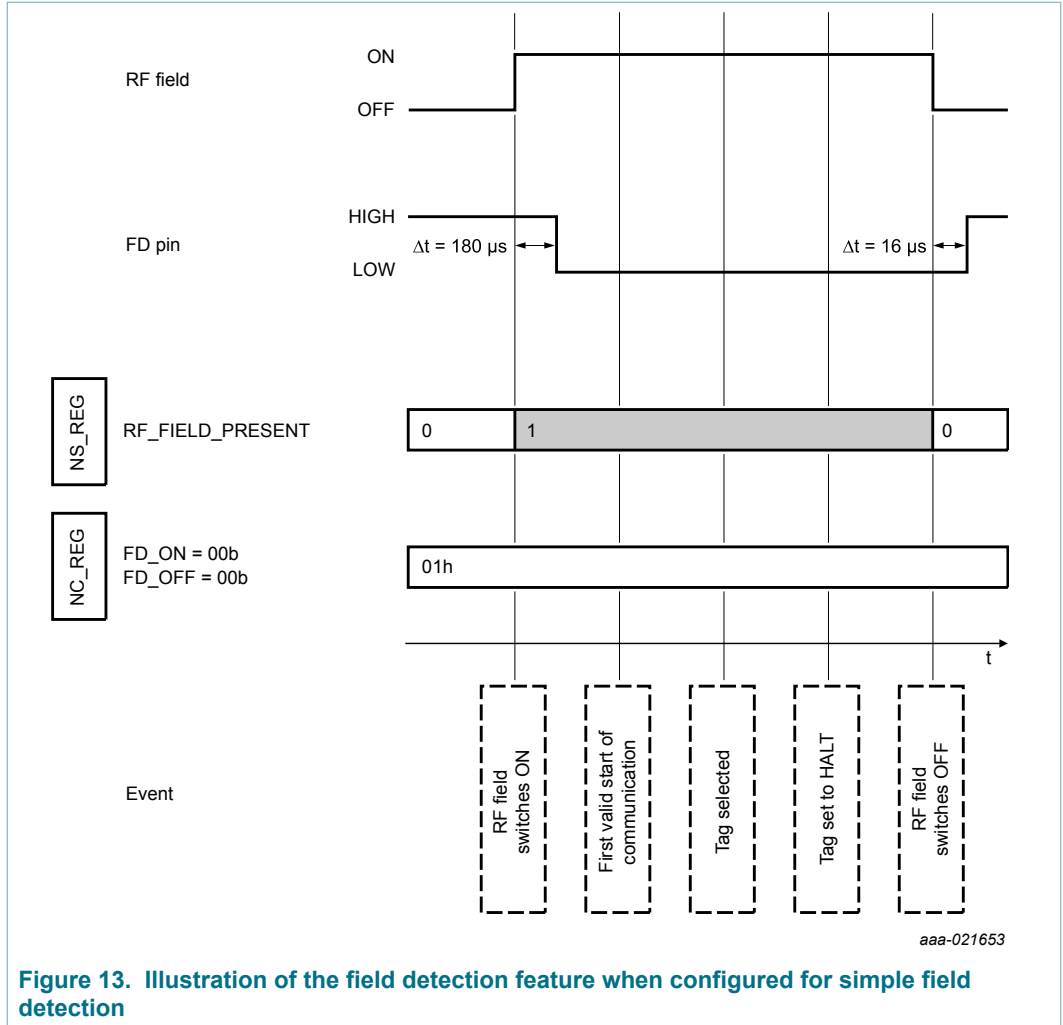 ON
RF field
OFF
HIGH
FD pin
Δt = 180 µs
Δt = 16 µs
LOW
NS_REG
RF_FIELD_PRESENT
0
1
0
NC_REG
FD_ON = 00b
FD_OFF = 00b
01h
t
Event
RF field
switches ON
First valid start of
communication
Tag selected
Tag set to HALT
RF field
switches OFF
aaa-021653
Figure 13. Illustration of the field detection feature when configured for simple field
detection